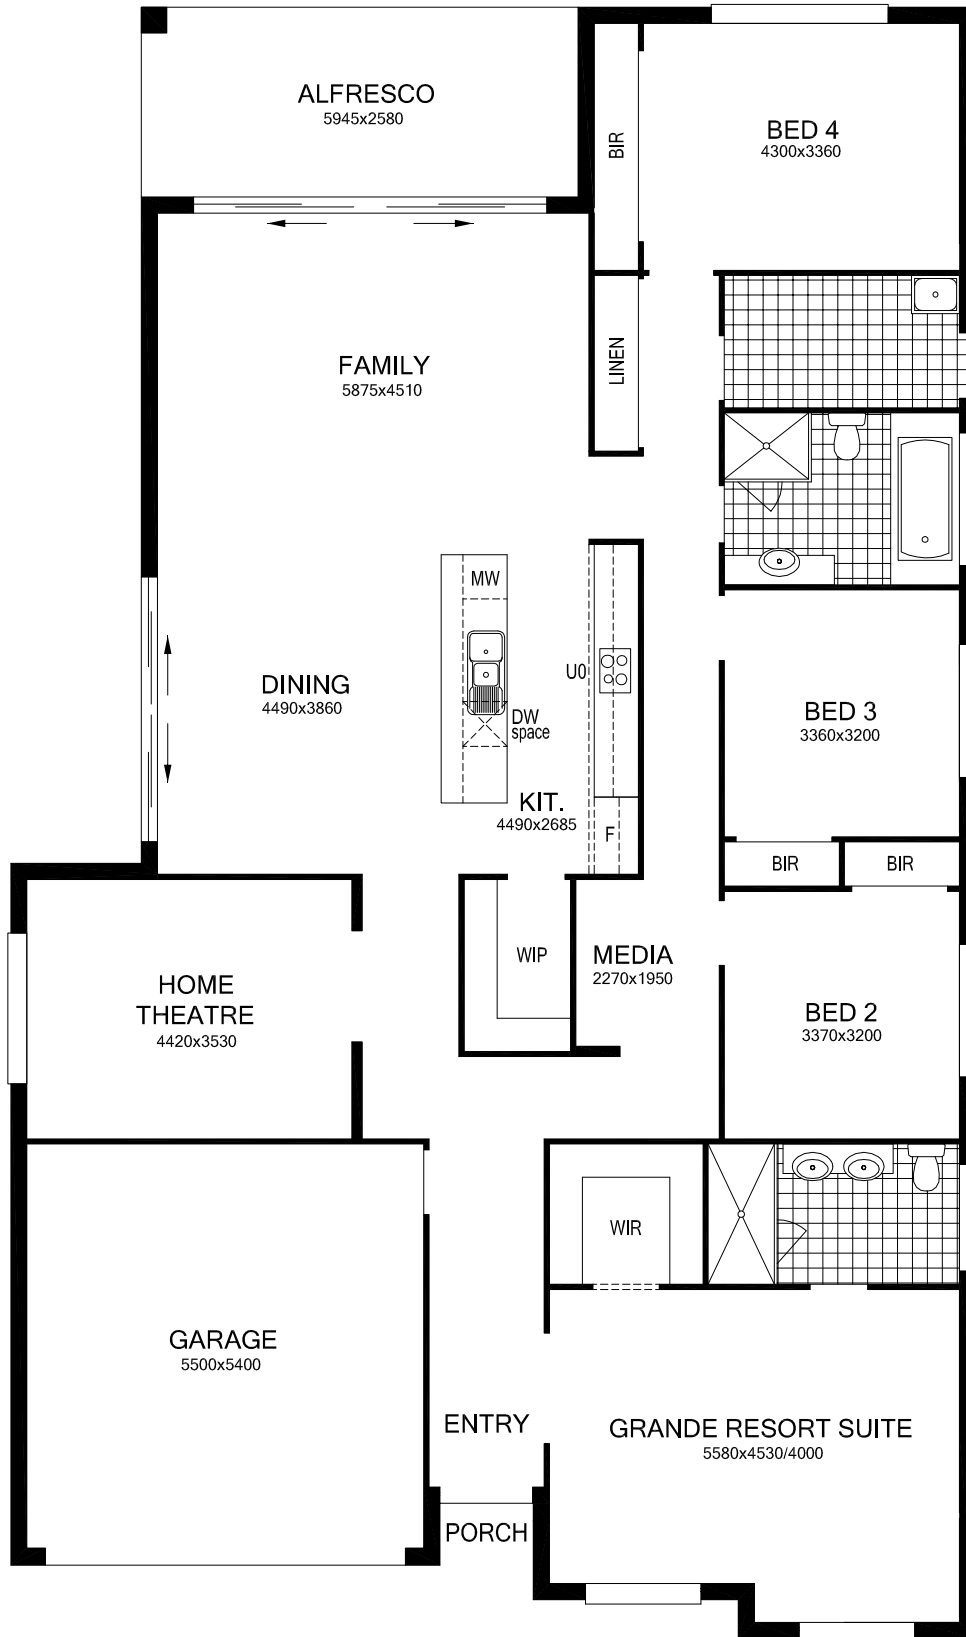 ALFRESCO
5945x2580
BIR
BED 4
4300x3360
FAMILY
5875x4510
LINEN
MW
U0
DINING
4490x3860
DW
space
BED 3
3360x3200
KIT.
4490x2685
F
BIR
BIR
WIP
MEDIA
2270x1950
HOME
THEATRE
4420x3530
BED 2
3370x3200
WIR
GARAGE
5500x5400
ENTRY
GRANDE RESORT SUITE
5580x4530/4000
PORCH